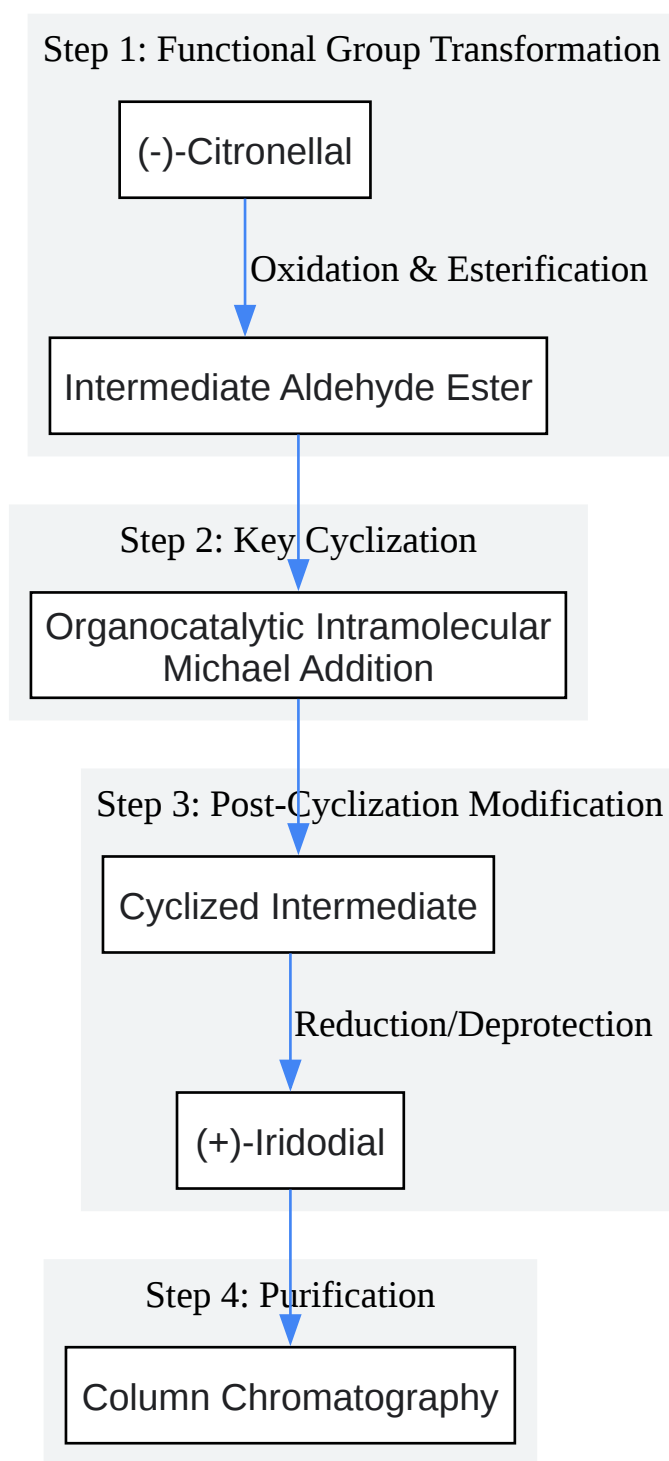 Step 1: Functional Group Transformation
(-)-Citronellal
Oxidation & Esterification
Intermediate Aldehyde Ester
Step 2: Key Cyclization
Organocatalytic Intramolecular
Michael Addition
Step 3: Post-Cyclization Modification
Cyclized Intermediate
Reduction/Deprotection
(+)-Iridodial
Step 4: Purification
Column Chromatography